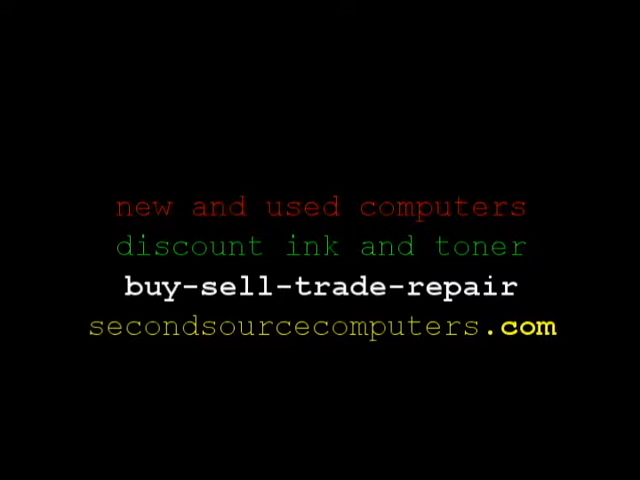 new and used computers
discount ink and toner
buy-sell-trade-repair
secondsourcecomputers.com